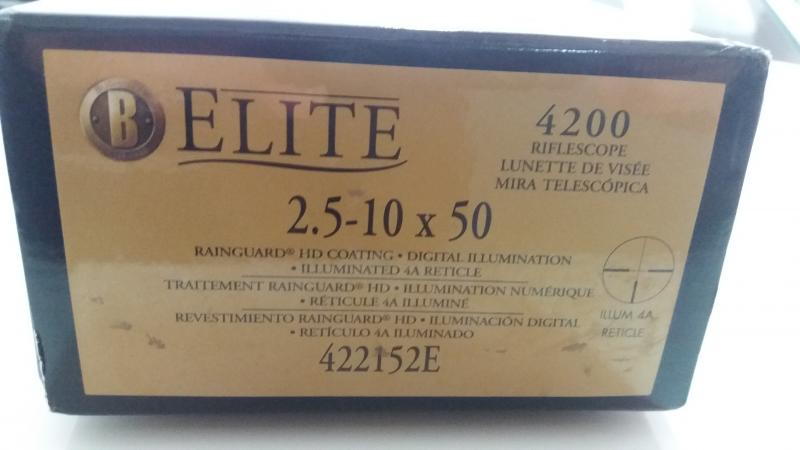 B ELITE
4200
RIFLESCOPE
LUNETTE DE VISÉE
MIRA TELESCÓPICA
2.5-10 x 50
RAINGUARD® HD COATING • DIGITAL ILLUMINATION
• ILLUMINATED 4A RETICLE
TRAITEMENT RAINGUARD® HD • ILLUMINATION NUMÉRIQUE
• RÉTICULE 4A ILLUMINÉ
REVESTIMIENTO RAINGUARD® HD • ILUMINACIÓN DIGITAL
• RETÍCULO 4A ILUMINADO
ILLUM 4A
RETICLE
422152E